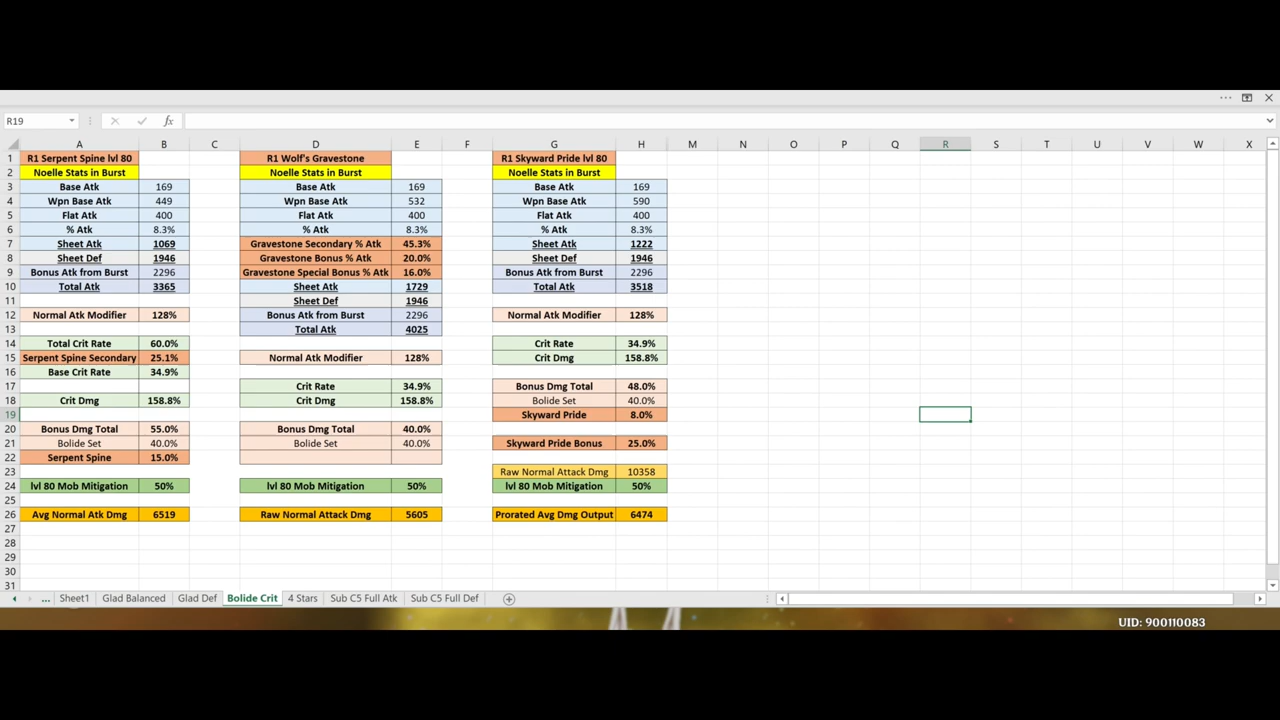 R19
fx
A B C D E F G H M N O P Q R S T U V W X
1 R1 Serpent Spine lvl 80 R1 Wolf's Gravestone R1 Skyward Pride lvl 80
2 Noelle Stats in Burst Noelle Stats in Burst Noelle Stats in Burst
3 Base Atk 169 Base Atk 169 Base Atk 169
4 Wpn Base Atk 449 Wpn Base Atk 532 Wpn Base Atk 590
5 Flat Atk 400 Flat Atk 400 Flat Atk 400
6 % Atk 8.3% % Atk 8.3% % Atk 8.3%
7 Sheet Atk 1069 Gravestone Secondary % Atk 45.3% Sheet Atk 1222
8 Sheet Def 1946 Gravestone Bonus % Atk 20.0% Sheet Def 1946
9 Bonus Atk from Burst 2296 Gravestone Special Bonus % Atk 16.0% Bonus Atk from Burst 2296
10 Total Atk 3365 Sheet Atk 1729 Total Atk 3518
11 Sheet Def 1946
12 Normal Atk Modifier 128% Bonus Atk from Burst 2296 Normal Atk Modifier 128%
13 Total Atk 4025
14 Total Crit Rate 60.0% Crit Rate 34.9%
15 Serpent Spine Secondary 25.1% Normal Atk Modifier 128% Crit Dmg 158.8%
16 Base Crit Rate 34.9%
17 Crit Rate 34.9% Bonus Dmg Total 48.0%
18 Crit Dmg 158.8% Crit Dmg 158.8% Bolide Set 40.0%
19 Skyward Pride 8.0%
20 Bonus Dmg Total 55.0% Bonus Dmg Total 40.0%
21 Bolide Set 40.0% Bolide Set 40.0% Skyward Pride Bonus 25.0%
22 Serpent Spine 15.0%
23 Raw Normal Attack Dmg 10358
24 lvl 80 Mob Mitigation 50% lvl 80 Mob Mitigation 50% lvl 80 Mob Mitigation 50%
25
26 Avg Normal Atk Dmg 6519 Raw Normal Attack Dmg 5605 Prorated Avg Dmg Output 6474
27
28
29
30
31
... Sheet1 Glad Balanced Glad Def Bolide Crit 4 Stars Sub C5 Full Atk Sub C5 Full Def
UID: 900110083